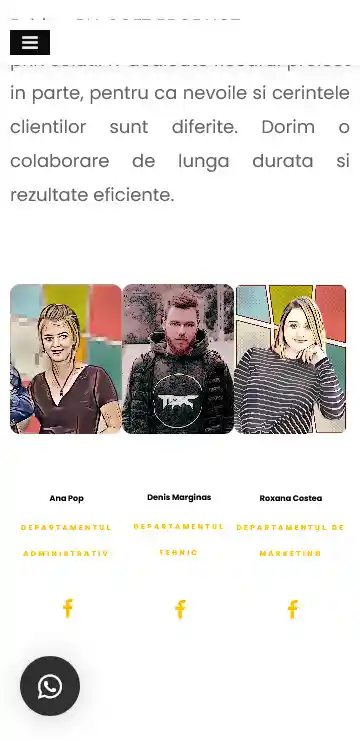 in parte, pentru ca nevoile si cerintele
clientilor sunt diferite. Dorim o
colaborare de lunga durata si
rezultate eficiente.
Ana Pop
Denis Marginas
Roxana Costea
DEPARTAMENTUL
ADMINISTRATIV
DEPARTAMENTUL
TEHNIC
DEPARTAMENTUL DE
MARKETING